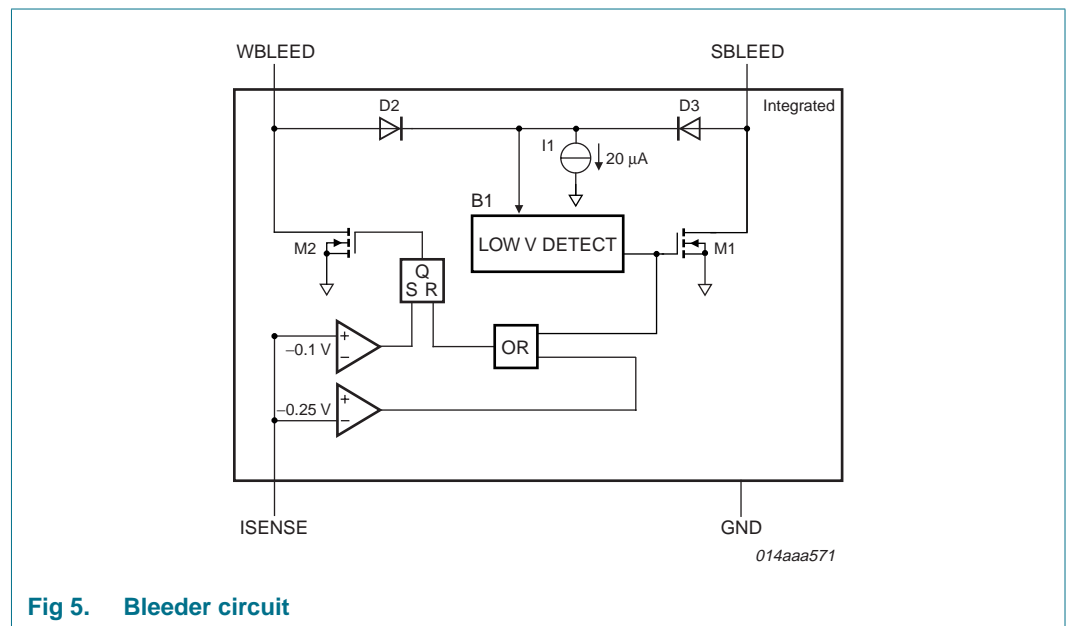 WBLEED
SBLEED
D2
D3
Integrated
I1
20 μA
B1
LOW V DETECT
M2
M1
Q
S R
OR
+
−0.1 V
−
+
−0.25 V
−
ISENSE
GND
014aaa571
Fig 5. Bleeder circuit